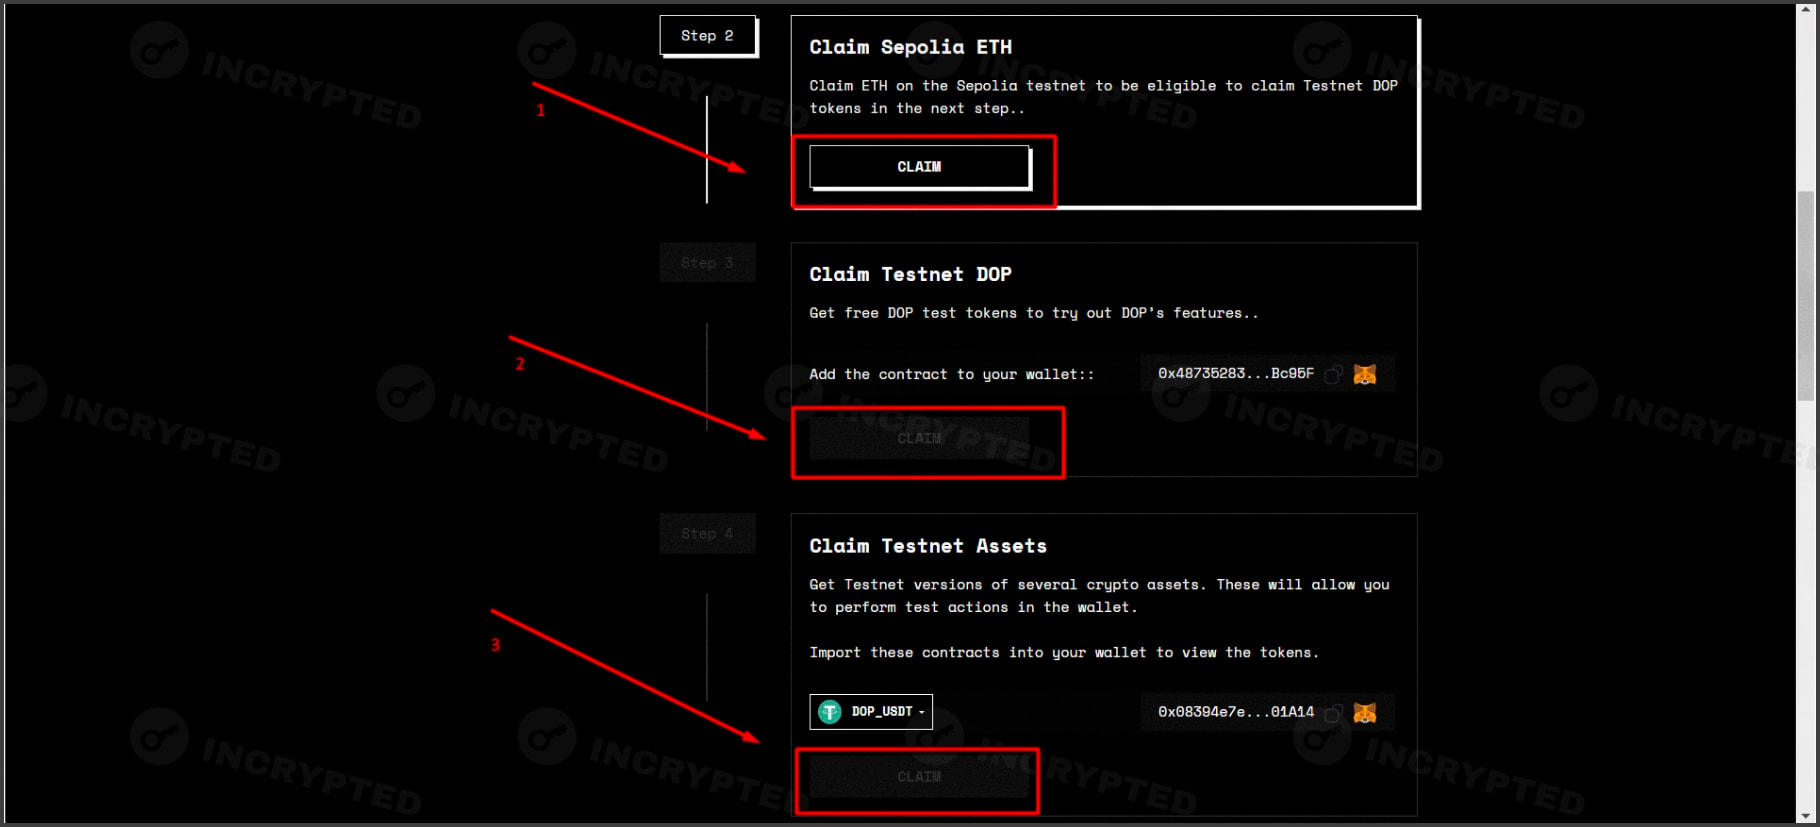 Step 2
Claim Sepolia ETH
Claim ETH on the Sepolia testnet to be eligible to claim Testnet DOP
tokens in the next step..
1
CLAIM
Step 3
Claim Testnet DOP
Get free DOP test tokens to try out DOP's features..
2
Add the contract to your wallet::
0x48735283...Bc95F
CLAIM
Step 4
Claim Testnet Assets
Get Testnet versions of several crypto assets. These will allow you
to perform test actions in the wallet.
3
Import these contracts into your wallet to view the tokens.
DOP_USDT
0x08394e7e...01A14
CLAIM
INCRYPTED
INCRYPTED
INCRYPTED
INCRYPTED
INCRYPTED
INCRYPTED
INCRYPTED
INCRYPTED
INCRYPTED
INCRYPTED
INCRYPTED